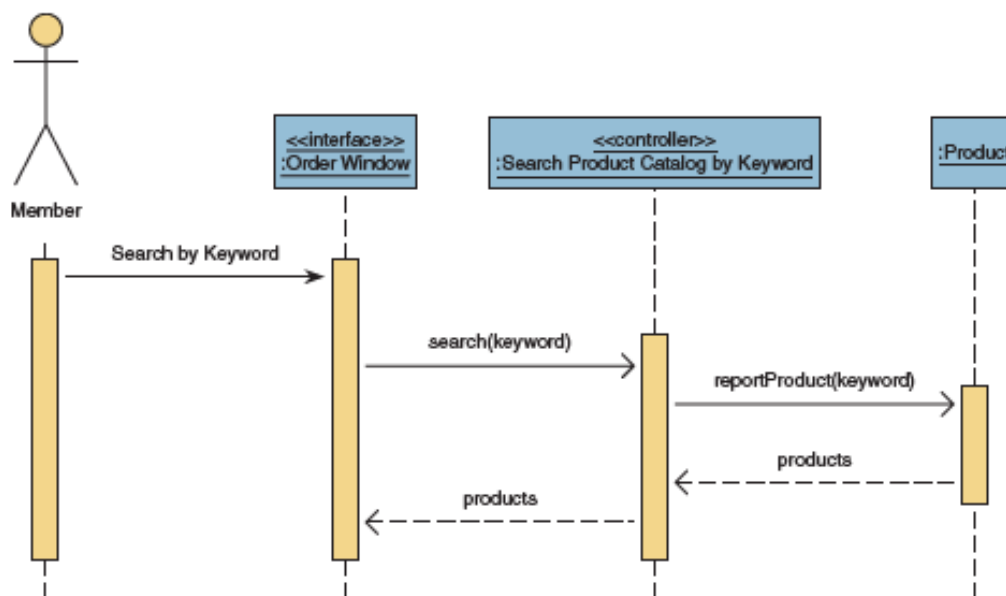 Member
<<interface>>
:Order Window
<<controller>>
:Search Product Catalog by Keyword
:Product
Search by Keyword
search(keyword)
reportProduct(keyword)
products
products